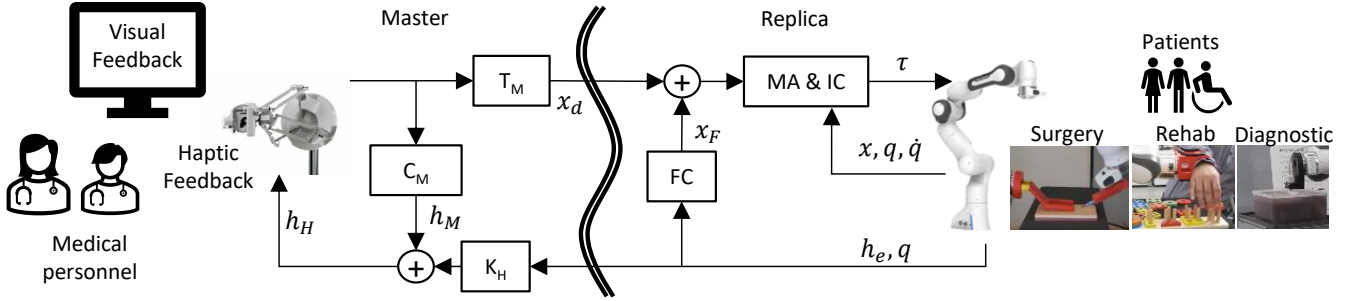 Visual
Feedback
Master
Replica
Patients
T_M
x_d
+
MA & IC
τ
x_F
Surgery
Rehab
Diagnostic
Haptic
Feedback
C_M
FC
x, q, q̇
h_H
h_M
h_e, q
Medical
personnel
+
K_H